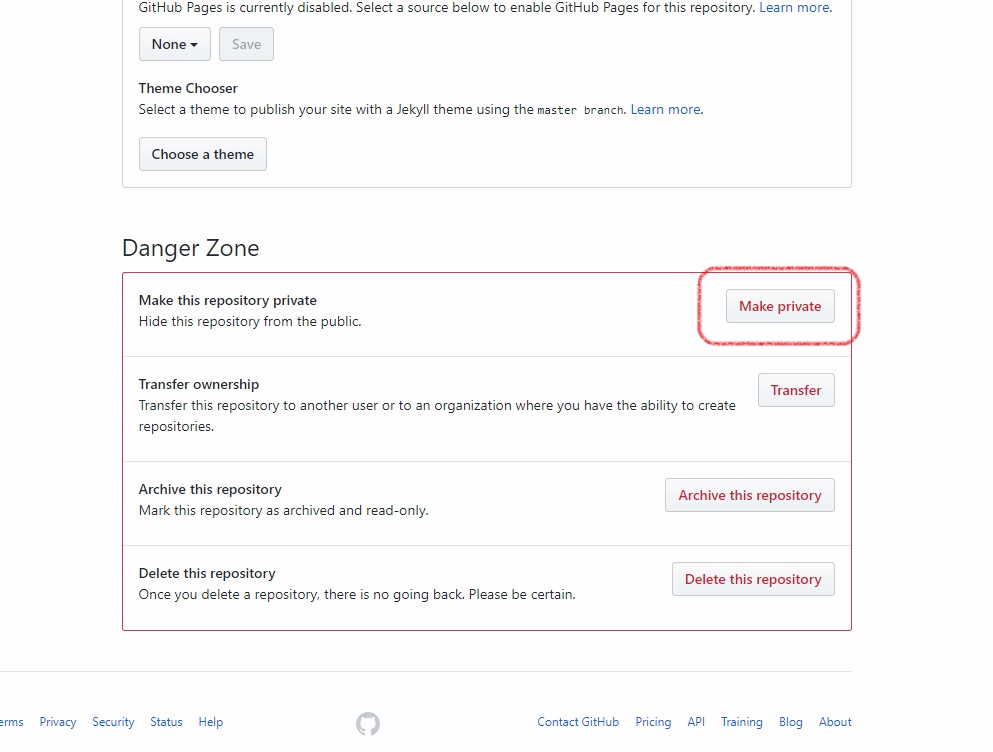 GitHub Pages is currently disabled. Select a source below to enable GitHub Pages for this repository. Learn more.
None Save
Theme Chooser
Select a theme to publish your site with a Jekyll theme using the master branch. Learn more.
Choose a theme
Danger Zone
Make this repository private
Hide this repository from the public.
Make private
Transfer ownership
Transfer this repository to another user or to an organization where you have the ability to create
repositories.
Transfer
Archive this repository
Mark this repository as archived and read-only.
Archive this repository
Delete this repository
Once you delete a repository, there is no going back. Please be certain.
Delete this repository
erms Privacy Security Status Help Contact GitHub Pricing API Training Blog About